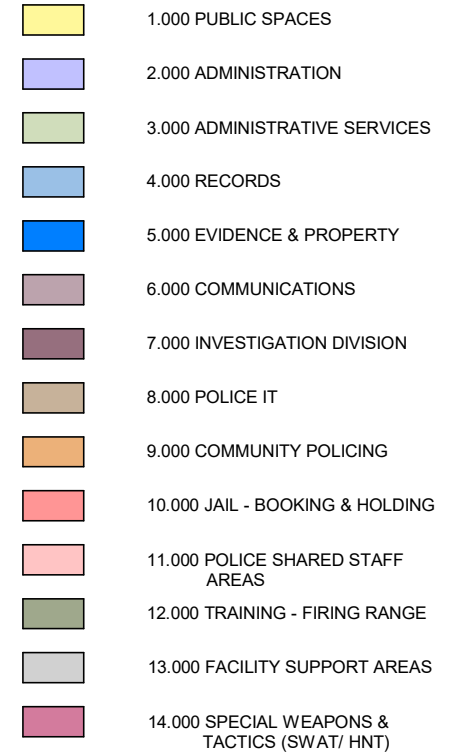 1.000 PUBLIC SPACES
2.000 ADMINISTRATION
3.000 ADMINISTRATIVE SERVICES
4.000 RECORDS
5.000 EVIDENCE & PROPERTY
6.000 COMMUNICATIONS
7.000 INVESTIGATION DIVISION
8.000 POLICE IT
9.000 COMMUNITY POLICING
10.000 JAIL - BOOKING & HOLDING
11.000 POLICE SHARED STAFF
AREAS
12.000 TRAINING - FIRING RANGE
13.000 FACILITY SUPPORT AREAS
14.000 SPECIAL WEAPONS &
TACTICS (SWAT/ HNT)